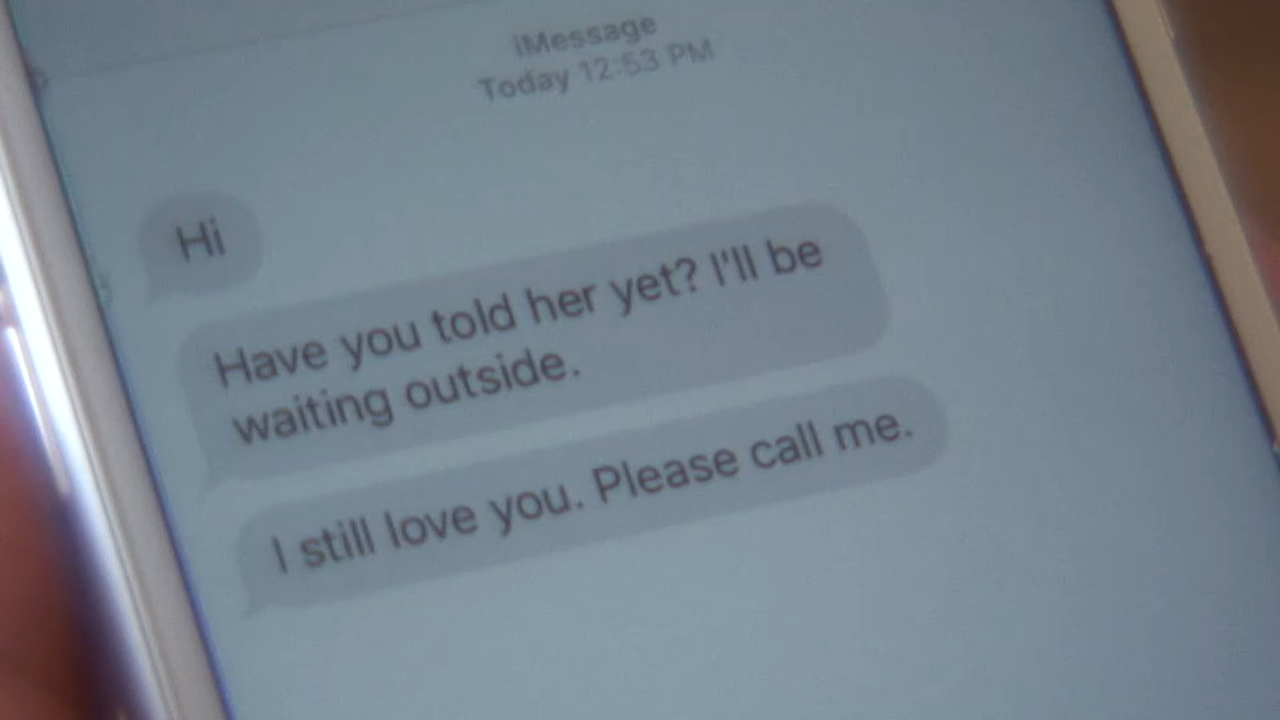 iMessage
Today 12:53 PM
Hi
Have you told her yet? I'll be
waiting outside.
I still love you. Please call me.